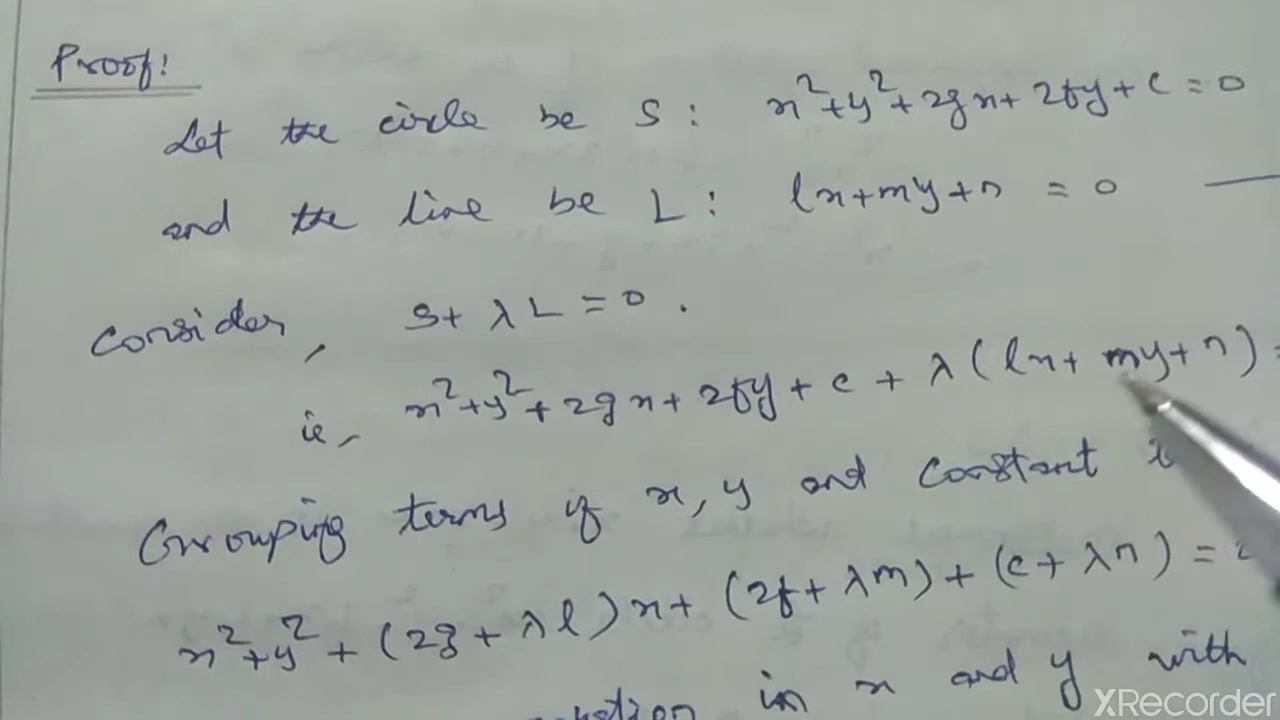 Proof:
Let the circle be S: x²+y²+2gx+2fy+c=0
and the line be L: lx+my+n = 0
Consider, S+ λL=0.
ie, x²+y²+2gx+2fy+c+λ(lx+my+n)=
Grouping terms of x, y and constant
x²+y²+(2g+λl)x+(2f+λm)+(c+λn)=
in x and y with
XRecorder